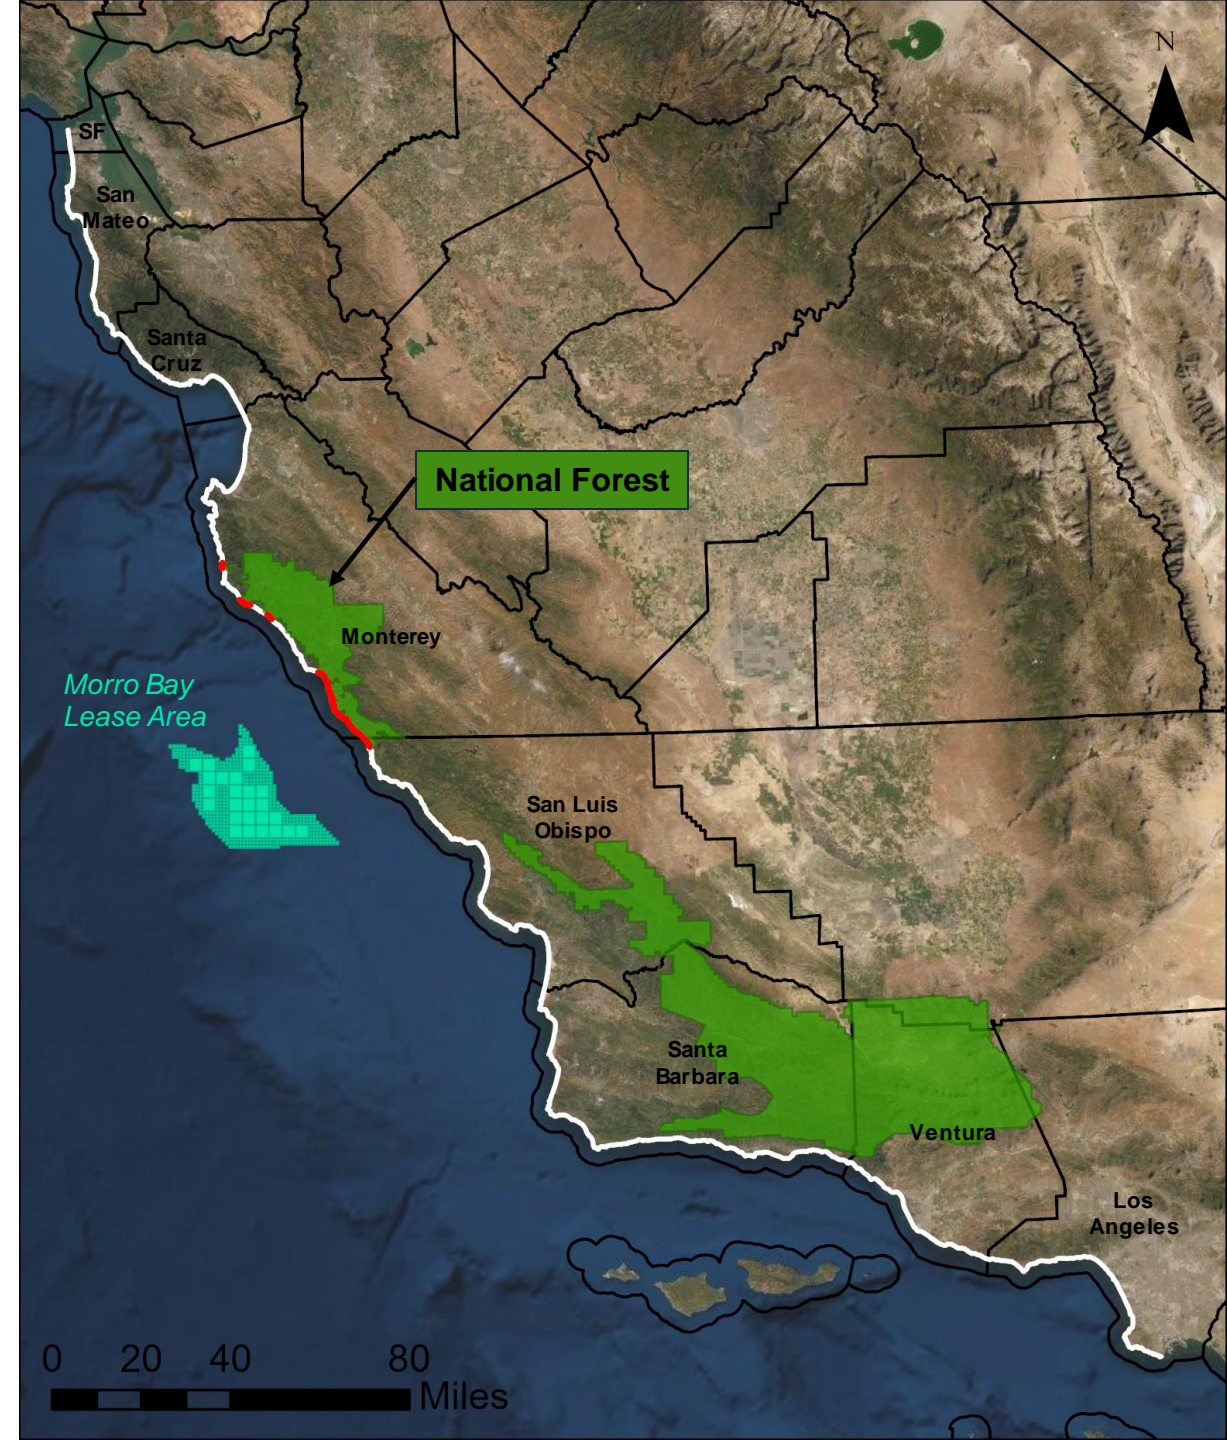 N
SF
San
Mateo
Santa
Cruz
National Forest
Monterey
Morro Bay
Lease Area
San Luis
Obispo
Santa
Barbara
Ventura
Los
Angeles
0 20 40 80
Miles